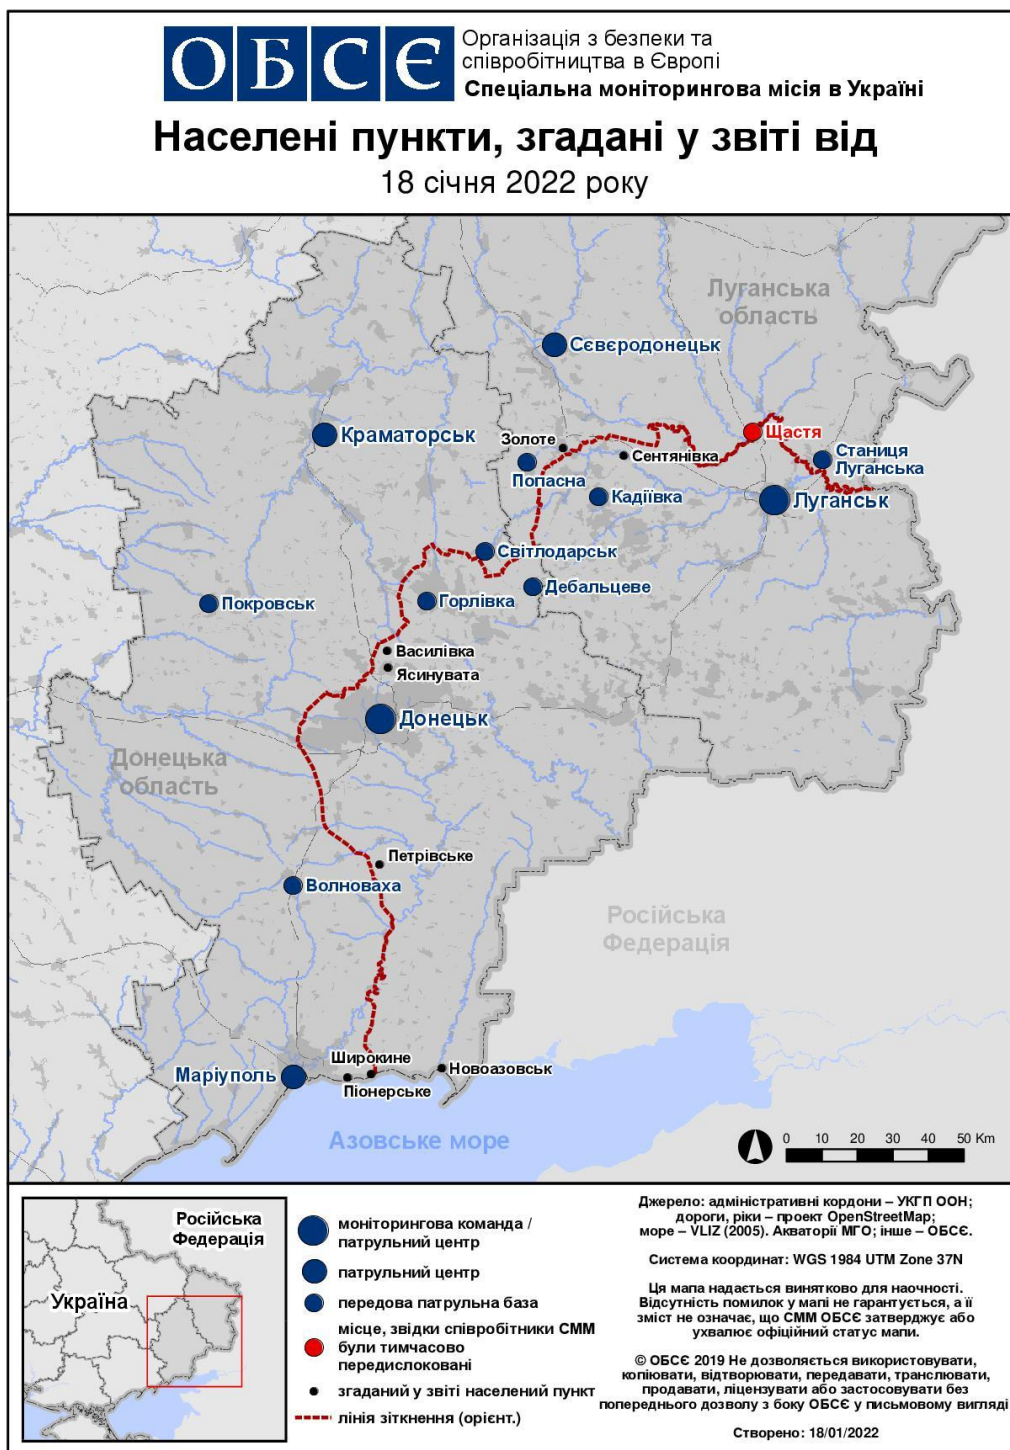 ОБСЄ
Організація з безпеки та
співробітництва в Європі
Спеціальна моніторингова місія в Україні
Населені пункти, згадані у звіті від
18 січня 2022 року
Луганська
область
Сєвєродонецьк
Краматорськ
Золоте
Сентянівка
Щастя
Станиця
Луганська
Попасна
Кадіївка
Луганськ
Світлодарськ
Дебальцеве
Покровськ
Горлівка
Василівка
Ясинувата
Донецьк
Донецька
область
Петрівське
Волноваха
Російська
Федерація
Широкине
Новоазовськ
Маріуполь
Піонерське
Азовське море
0 10 20 30 40 50 Km
Російська
Федерація
Україна
моніторингова команда /
патрульний центр
патрульний центр
передова патрульна база
місце, звідки співробітники СММ
були тимчасово
передислоковані
згаданий у звіті населений пункт
лінія зіткнення (орієнт.)
Джерело: адміністративні кордони – УКГП ООН;
дороги, ріки – проект OpenStreetMap;
море – VLIZ (2005). Акваторії МГО; інше – ОБСЄ.
Система координат: WGS 1984 UTM Zone 37N
Ця мапа надається винятково для наочності.
Відсутність помилок у мапі не гарантується, а її
зміст не означає, що СММ ОБСЄ затверджує або
ухвалює офіційний статус мапи.
© ОБСЄ 2019 Не дозволяється використовувати,
копіювати, відтворювати, передавати, транслювати,
продавати, ліцензувати або застосовувати без
попереднього дозволу з боку ОБСЄ у письмовому вигляді
Створено: 18/01/2022